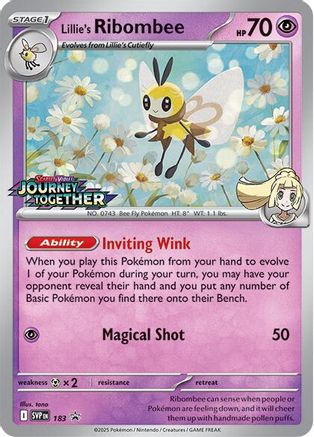 STAGE 1
Lillie's Ribombee
HP 70
Evolves from Lillie's Cutiefly
SCARLET & VIOLET
JOURNEY
TOGETHER
NO. 0743 Bee Fly Pokémon HT: 8" WT: 1.1 lbs.
Ability Inviting Wink
When you play this Pokémon from your hand to evolve
1 of your Pokémon during your turn, you may have your
opponent reveal their hand and you put any number of
Basic Pokémon you find there onto their Bench.
Magical Shot 50
weakness ×2 resistance retreat
Illus. Iono
Ribombee can sense when people or
Pokémon are feeling down, and it will cheer
them up with handmade pollen puffs.
SVP EN 183
©2025 Pokémon / Nintendo / Creatures / GAME FREAK